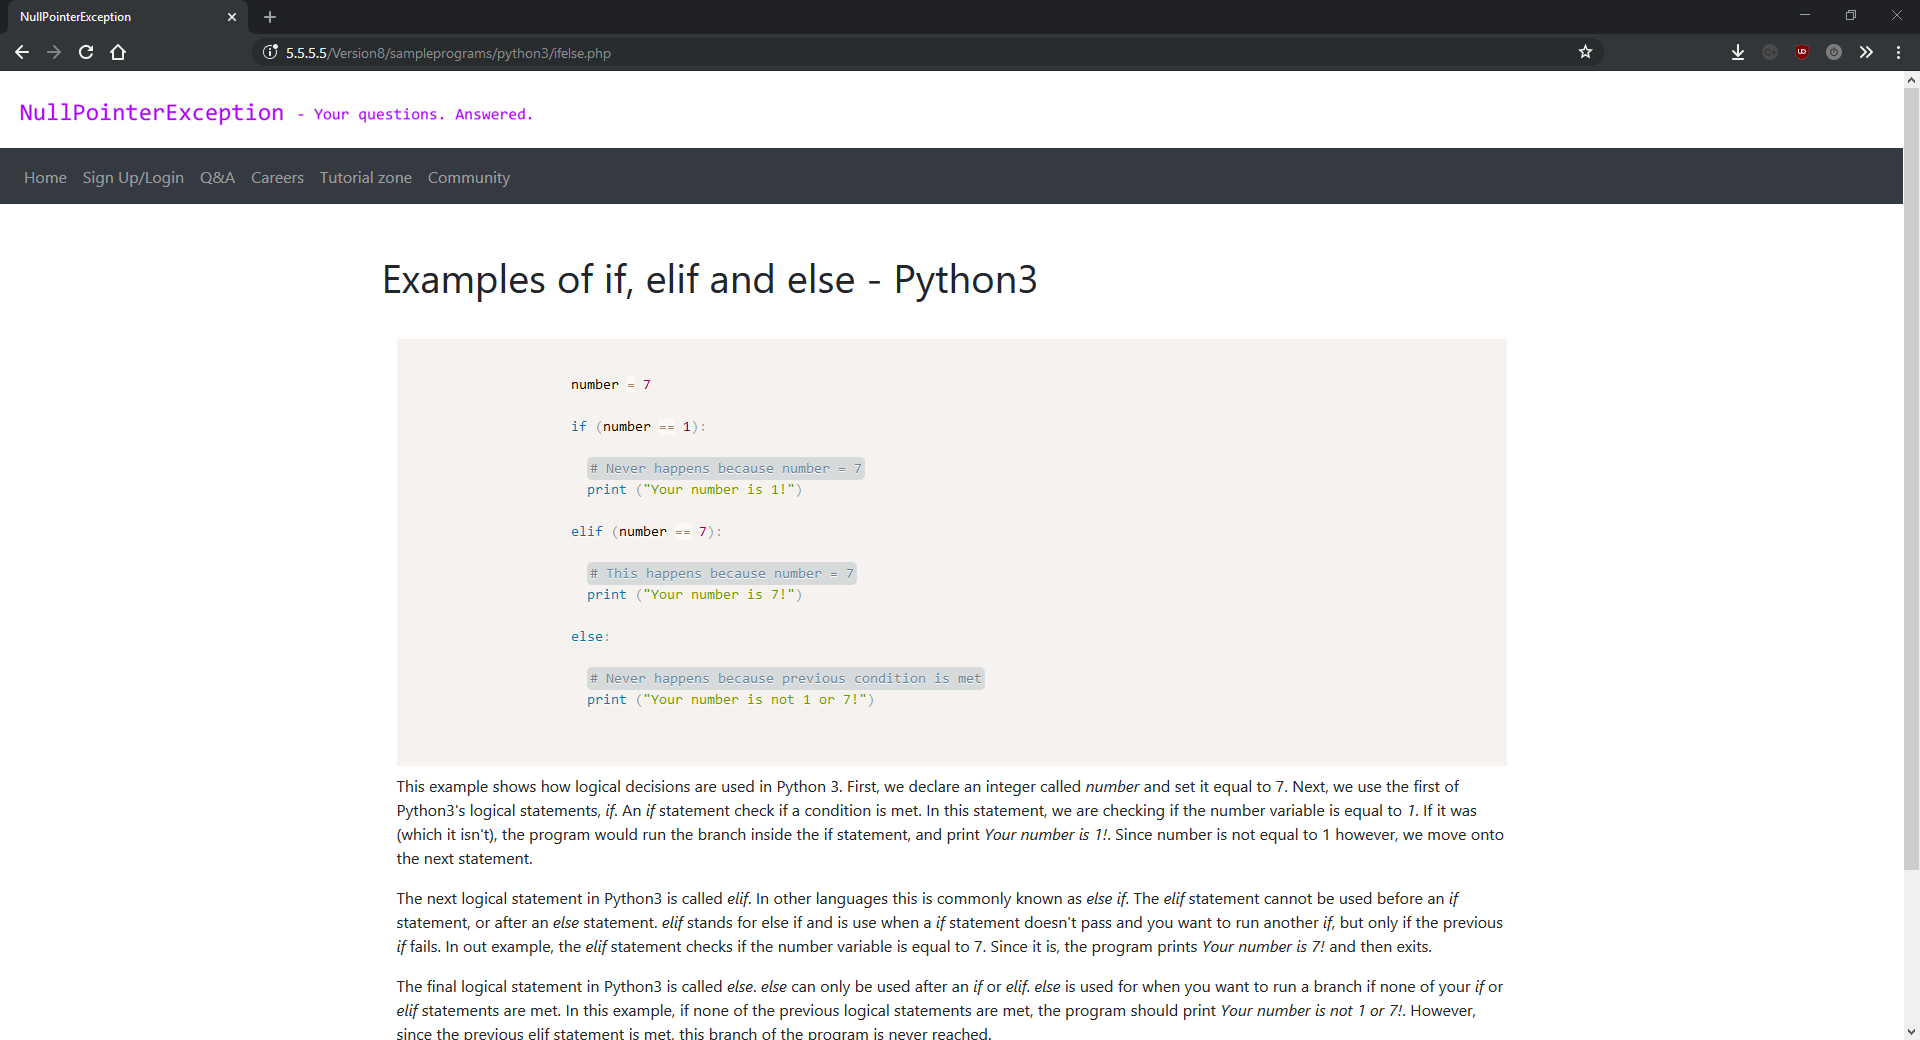 NullPointerException
5.5.5.5/Version8/sampleprograms/python3/ifelse.php
NullPointerException - Your questions. Answered.
Home Sign Up/Login Q&A Careers Tutorial zone Community
Examples of if, elif and else - Python3
number = 7
if (number == 1):
# Never happens because number = 7
print ("Your number is 1!")
elif (number == 7):
# This happens because number = 7
print ("Your number is 7!")
else:
# Never happens because previous condition is met
print ("Your number is not 1 or 7!")
This example shows how logical decisions are used in Python 3. First, we declare an integer called number and set it equal to 7. Next, we use the first of
Python3's logical statements, if. An if statement check if a condition is met. In this statement, we are checking if the number variable is equal to 1. If it was
(which it isn't), the program would run the branch inside the if statement, and print Your number is 1!. Since number is not equal to 1 however, we move onto
the next statement.
The next logical statement in Python3 is called elif. In other languages this is commonly known as else if. The elif statement cannot be used before an if
statement, or after an else statement. elif stands for else if and is use when a if statement doesn't pass and you want to run another if, but only if the previous
if fails. In out example, the elif statement checks if the number variable is equal to 7. Since it is, the program prints Your number is 7! and then exits.
The final logical statement in Python3 is called else. else can only be used after an if or elif. else is used for when you want to run a branch if none of your if or
elif statements are met. In this example, if none of the previous logical statements are met, the program should print Your number is not 1 or 7!. However,
since the previous elif statement is met, this branch of the program is never reached.